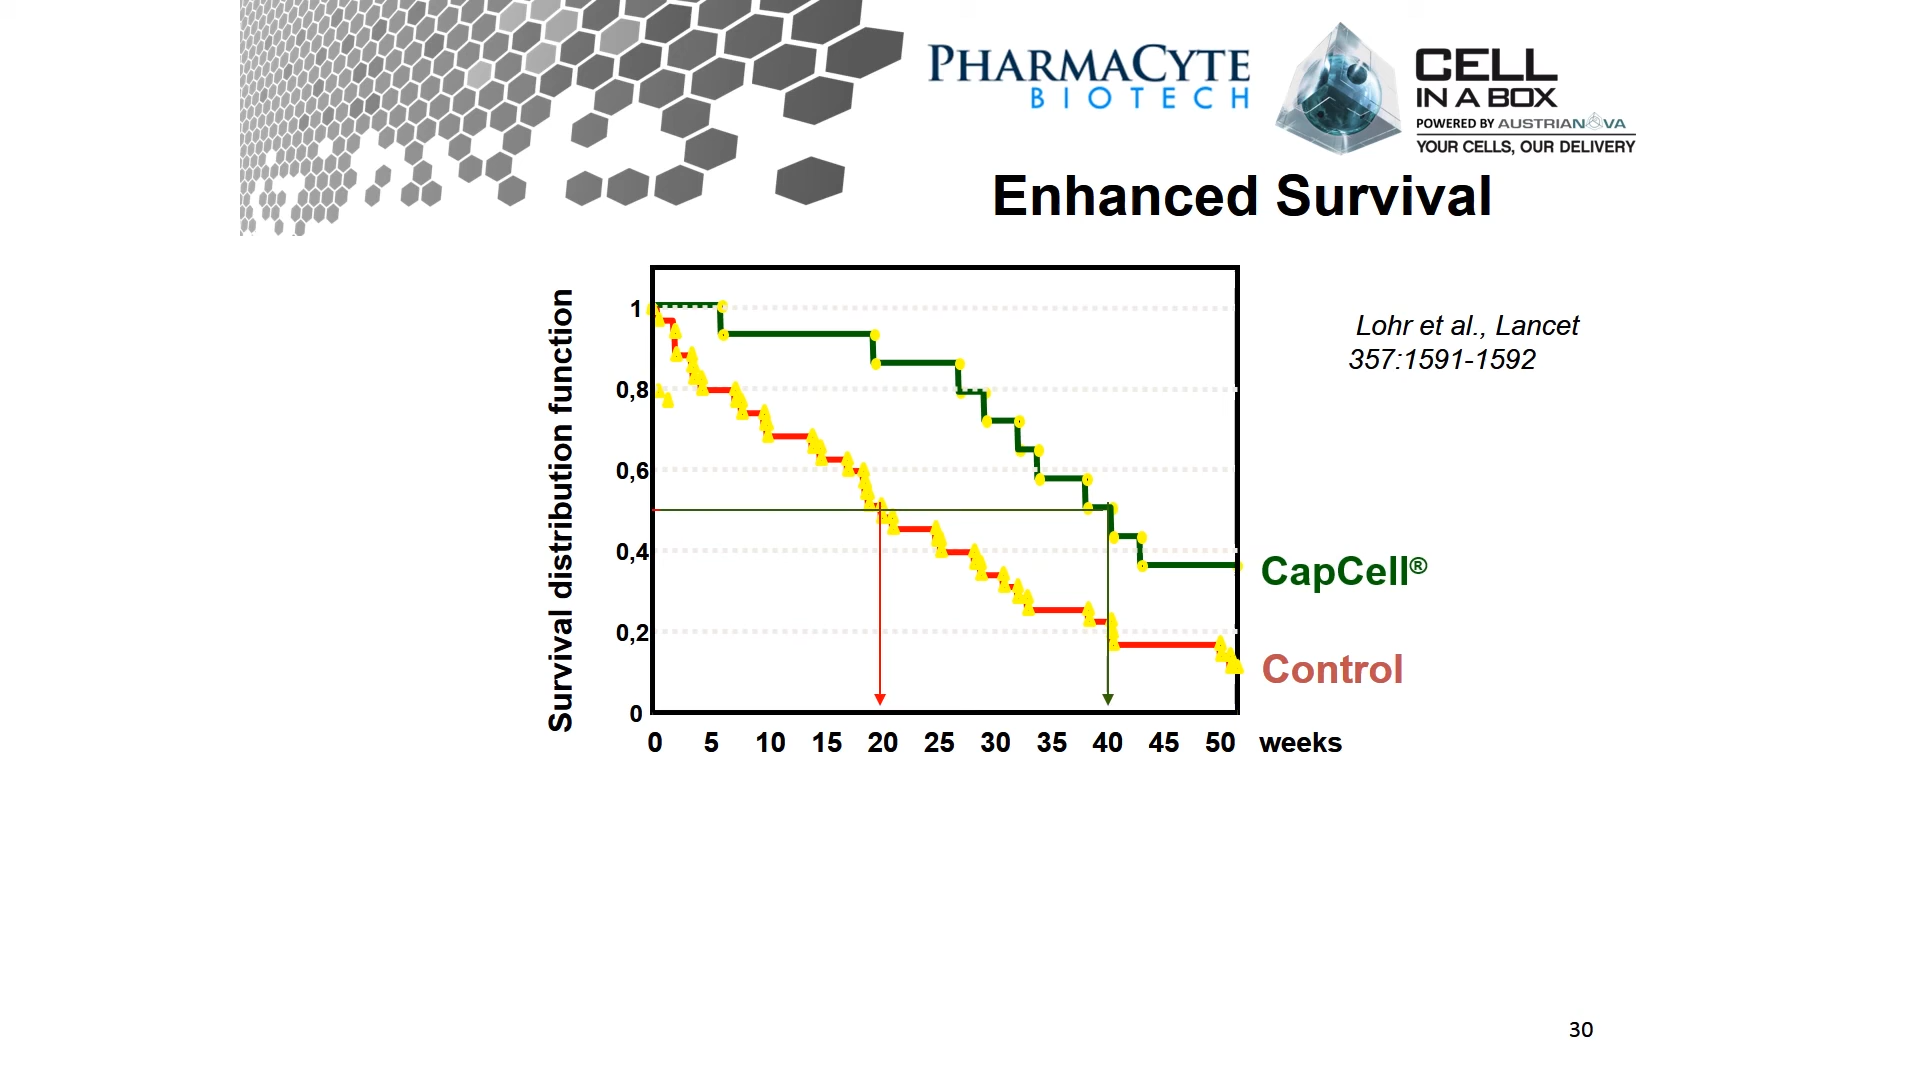 PHARMACYTE
BIOTECH
CELL
IN A BOX
POWERED BY AUSTRIANOVA
YOUR CELLS, OUR DELIVERY
Enhanced Survival
Lohr et al., Lancet
357:1591-1592
Survival distribution function
1
0,8
0,6
0,4
0,2
0
0 5 10 15 20 25 30 35 40 45 50 weeks
CapCell®
Control
30